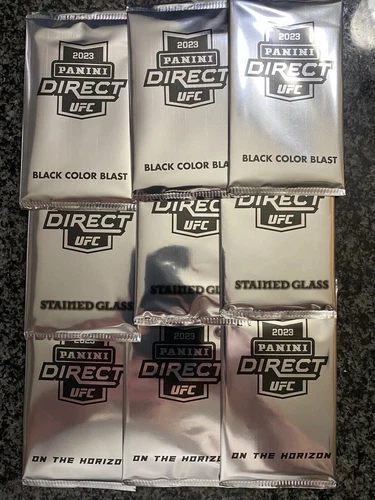 2023
PANINI
DIRECT
UFC
BLACK COLOR BLAST
2023
PANINI
DIRECT
UFC
BLACK COLOR BLA
2023
PANINI
DIRECT
UFC
BLACK COLOR BLAST
DIRECT
UFC
STAINED GLASS
DIRECT
UFC
STAINED GL
DIRECT
UFC
STAINED GLASS
2023
PANINI
DIRECT
UFC
ON THE HORIZO
2023
PANINI
DIRECT
UFC
ON THE HORIZ
2023
PANINI
DIRECT
UFC
ON THE HORIZON